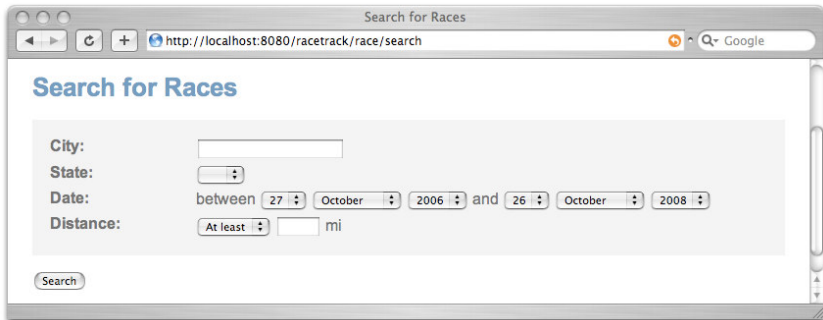 Search for Races
http://localhost:8080/racetrack/race/search
Google
Search for Races
City:
State:
Date: between 27 October 2006 and 26 October 2008
Distance: At least mi
Search